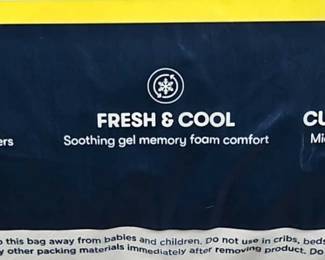 FRESH & COOL
CU
ers
Soothing gel memory foam comfort
Mi
this bag away from babies and children. Do not use in cribs, beds
other packing materials immediately after removing product. Do